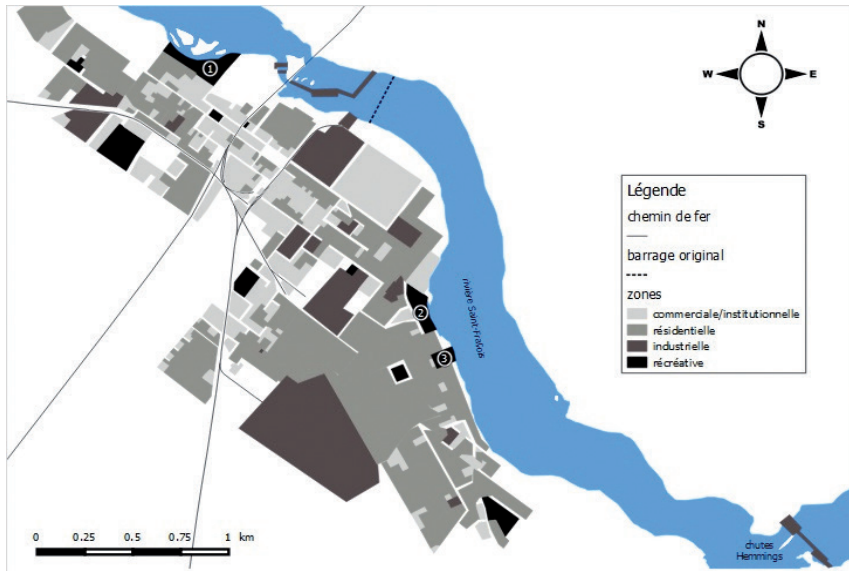 N
W E
S
1
Légende
chemin de fer
barrage original
zones
commerciale/institutionnelle
résidentielle
industrielle
récréative
rivière Saint-François
2
3
0 0.25 0.5 0.75 1 km
chutes
Hemmings